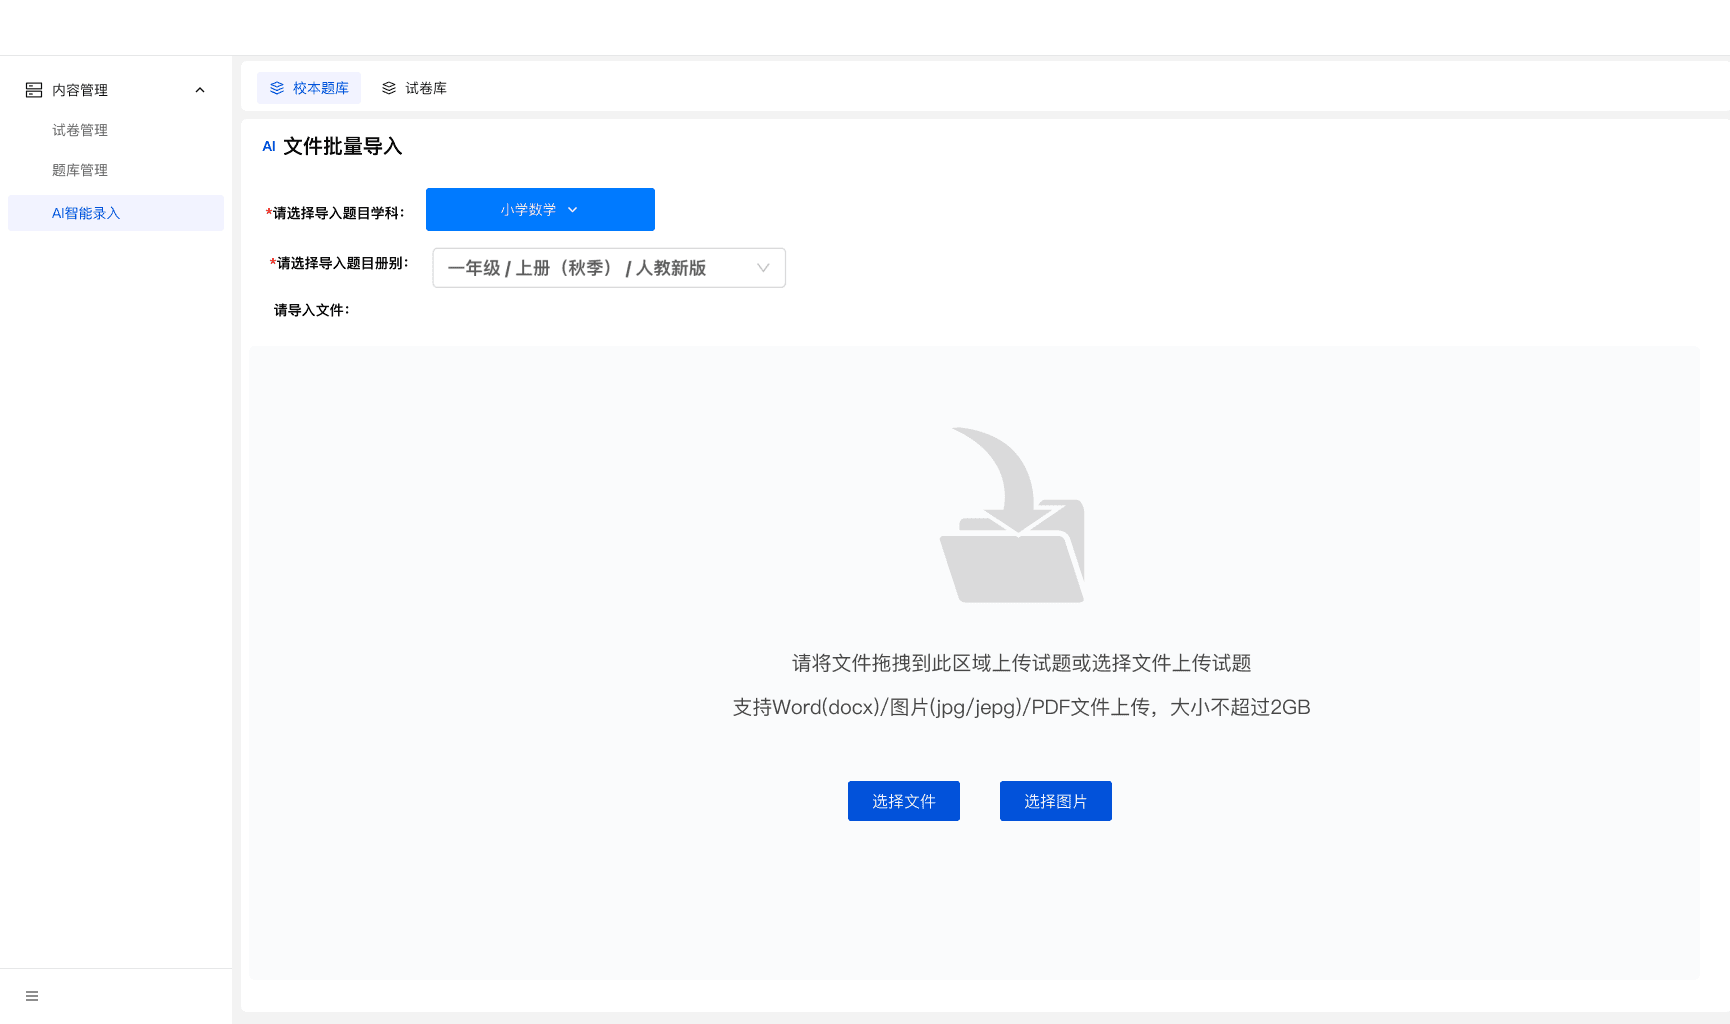 内容管理
试卷管理
题库管理
AI智能录入
校本题库
试卷库
AI 文件批量导入
*请选择导入题目学科：
小学数学
*请选择导入题目册别：
一年级 / 上册（秋季） / 人教新版
请导入文件：
请将文件拖拽到此区域上传试题或选择文件上传试题
支持Word(docx)/图片(jpg/jepg)/PDF文件上传，大小不超过2GB
选择文件
选择图片